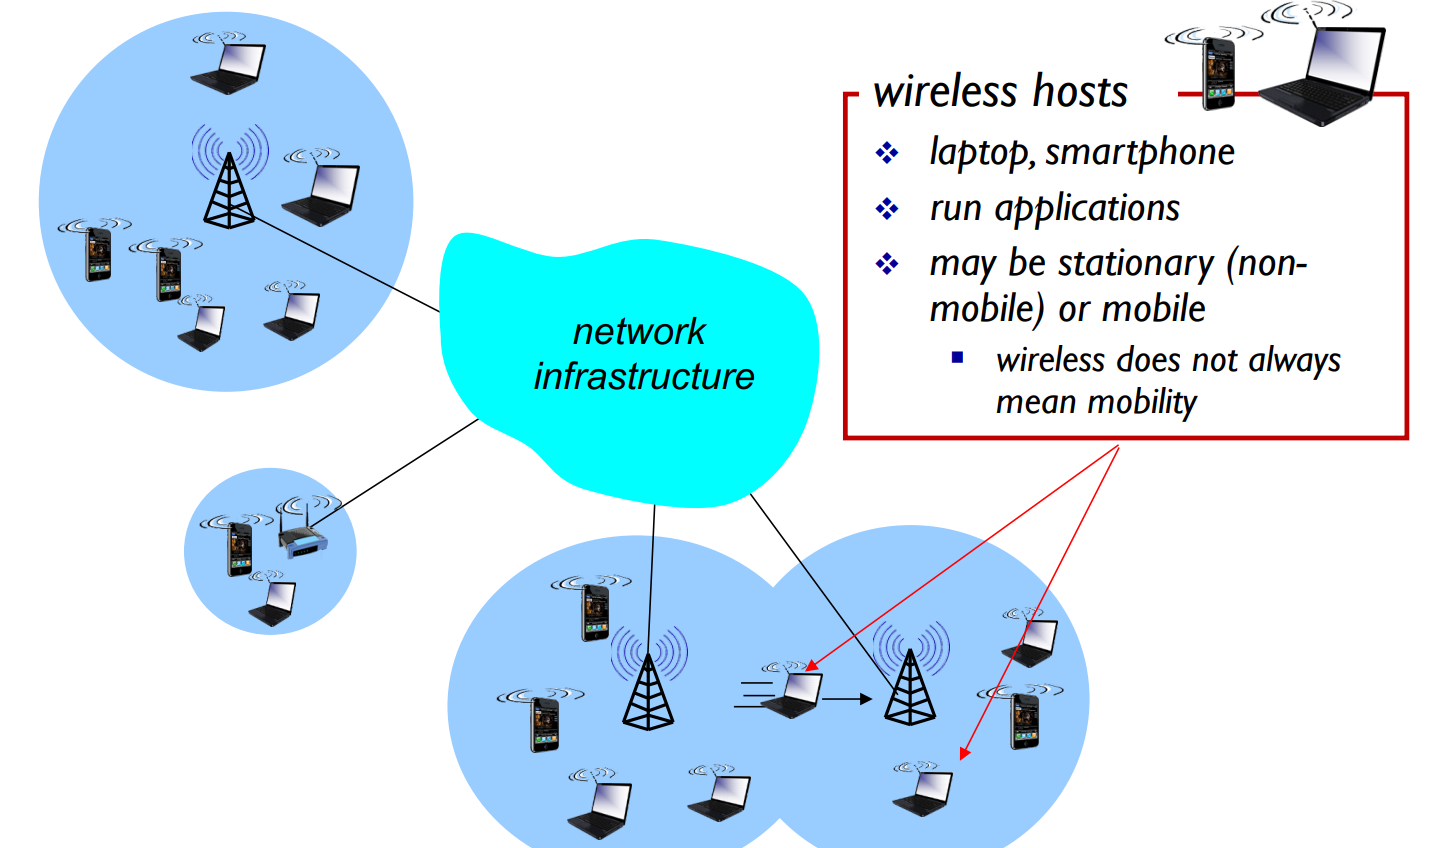 wireless hosts
laptop, smartphone
run applications
may be stationary (non-
mobile) or mobile
wireless does not always
mean mobility
network
infrastructure